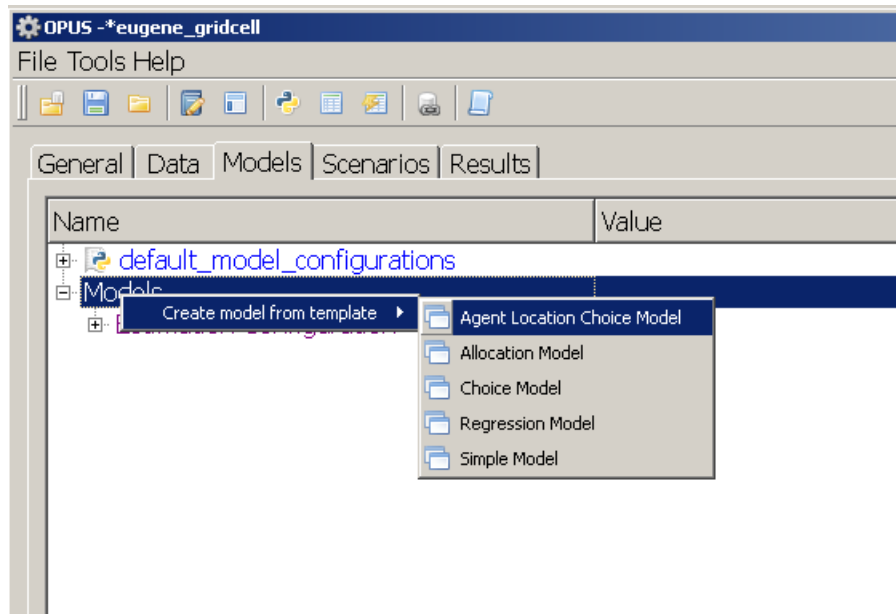 OPUS -*eugene_gridcell
File Tools Help
General Data Models Scenarios Results
Name Value
default_model_configurations
Models
Create model from template
Agent Location Choice Model
Allocation Model
Choice Model
Regression Model
Simple Model